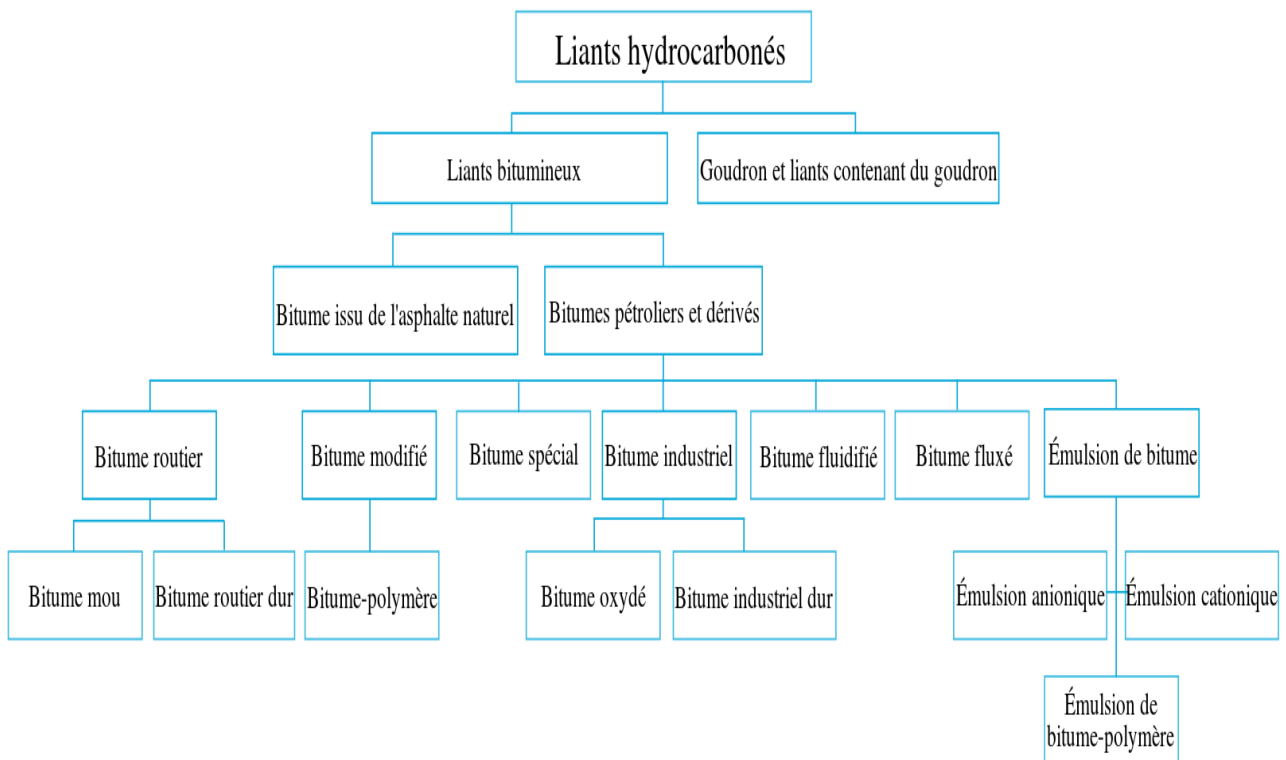 Liants hydrocarbonés
Liants bitumineux
Goudron et liants contenant du goudron
Bitume issu de l'asphalte naturel
Bitumes pétroliers et dérivés
Bitume routier
Bitume modifié
Bitume spécial
Bitume industriel
Bitume fluidifié
Bitume fluxé
Émulsion de bitume
Bitume mou
Bitume routier dur
Bitume-polymère
Bitume oxydé
Bitume industriel dur
Émulsion anionique
Émulsion cationique
Émulsion de
bitume-polymère